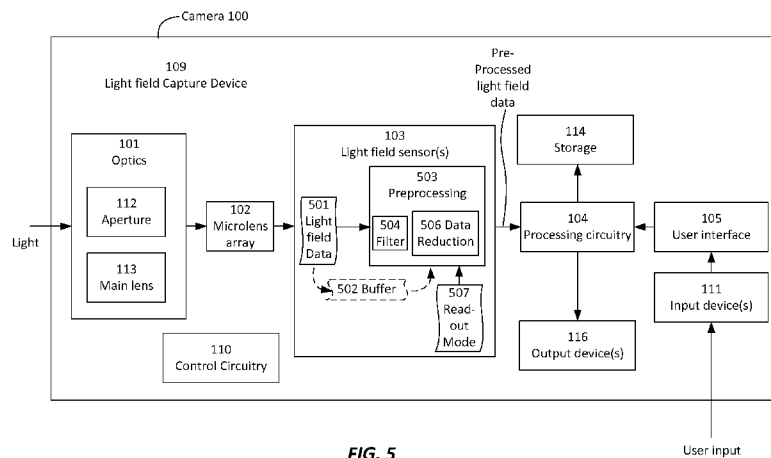 Camera 100
109
Light field Capture Device
Pre-
Processed
light field
data
101
Optics
112
Aperture
113
Main lens
102
Microlens
array
103
Light field sensor(s)
501
Light
field
Data
503
Preprocessing
504
Filter
506 Data
Reduction
502 Buffer
507
Read-
out
Mode
114
Storage
104
Processing circuitry
105
User interface
111
Input device(s)
116
Output device(s)
110
Control Circuitry
Light
User input
FIG. 5